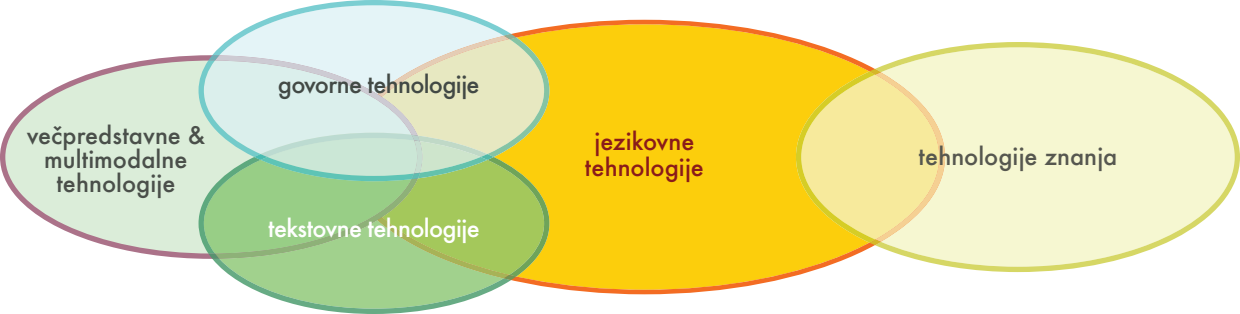 govorne tehnologije
večpredstavne &
multimodalne
tehnologije
jezikovne
tehnologije
tehnologije znanja
tekstovne tehnologije